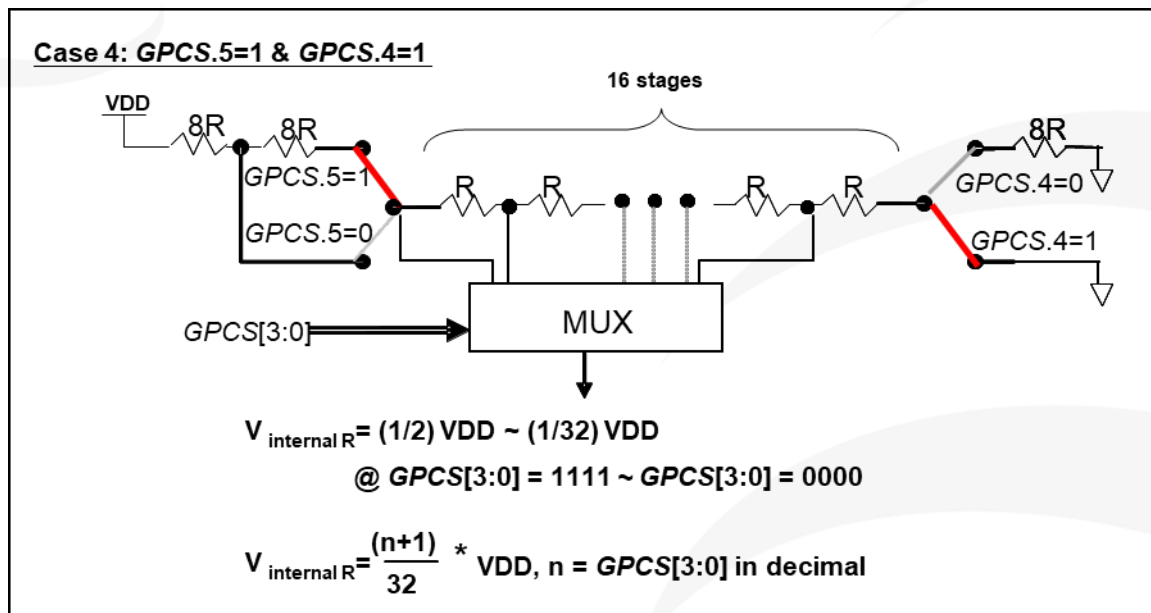 Case 4: GPCS.5=1 & GPCS.4=1
16 stages
VDD
8R
8R
8R
GPCS.5=1
R
R
R
R
GPCS.4=0
GPCS.5=0
GPCS.4=1
MUX
GPCS[3:0]
V internal R = (1/2) VDD ~ (1/32) VDD
@ GPCS[3:0] = 1111 ~ GPCS[3:0] = 0000
V internal R = (n+1)/32 * VDD, n = GPCS[3:0] in decimal